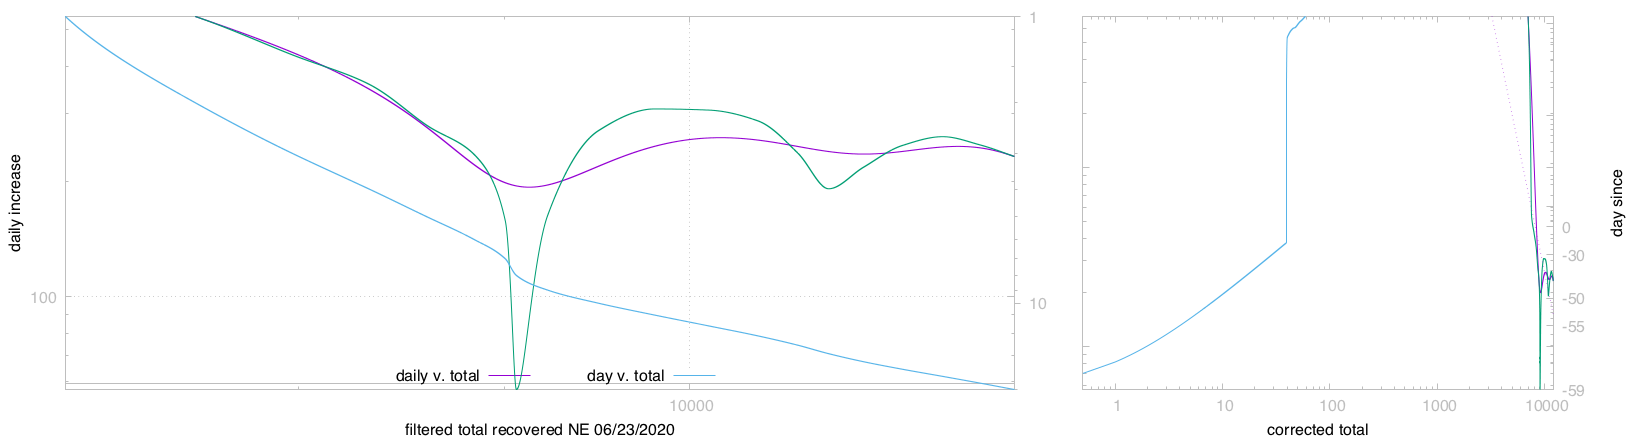 daily increase
100
daily v. total
day v. total
10000
filtered total recovered NE 06/23/2020
1
10
1
10
100
1000
10000
corrected total
0
-30
-50
-55
-59
day since